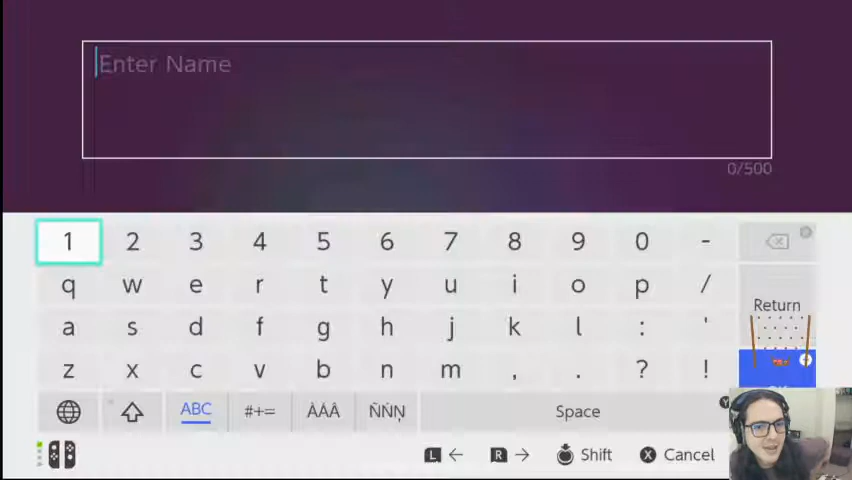 Enter Name
0/500
1 2 3 4 5 6 7 8 9 0 -
q w e r t y u i o p /
Return
a s d f g h j k l : '
z x c v b n m , . ? !
ABC #+= ÀÁÂ ÑŃŅ Space Y
L ← R → Shift X Cancel